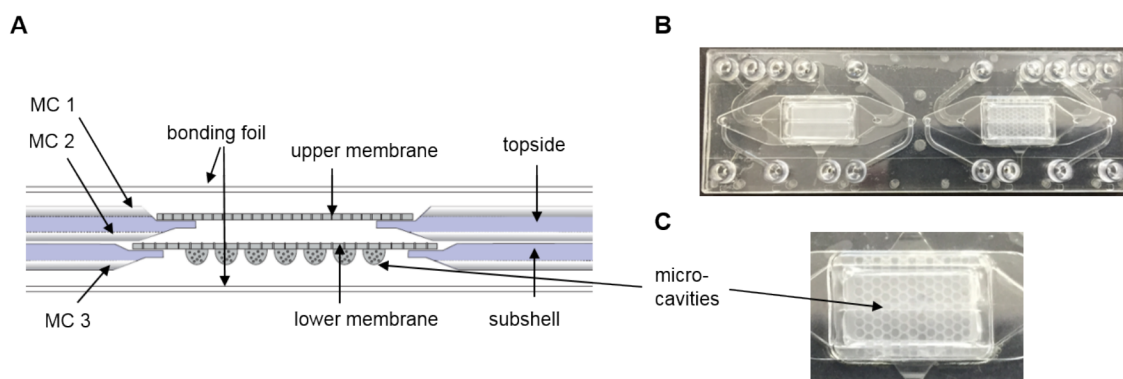 A
B
MC 1
MC 2
bonding foil
upper membrane
topside
C
micro-
cavities
MC 3
lower membrane
subshell